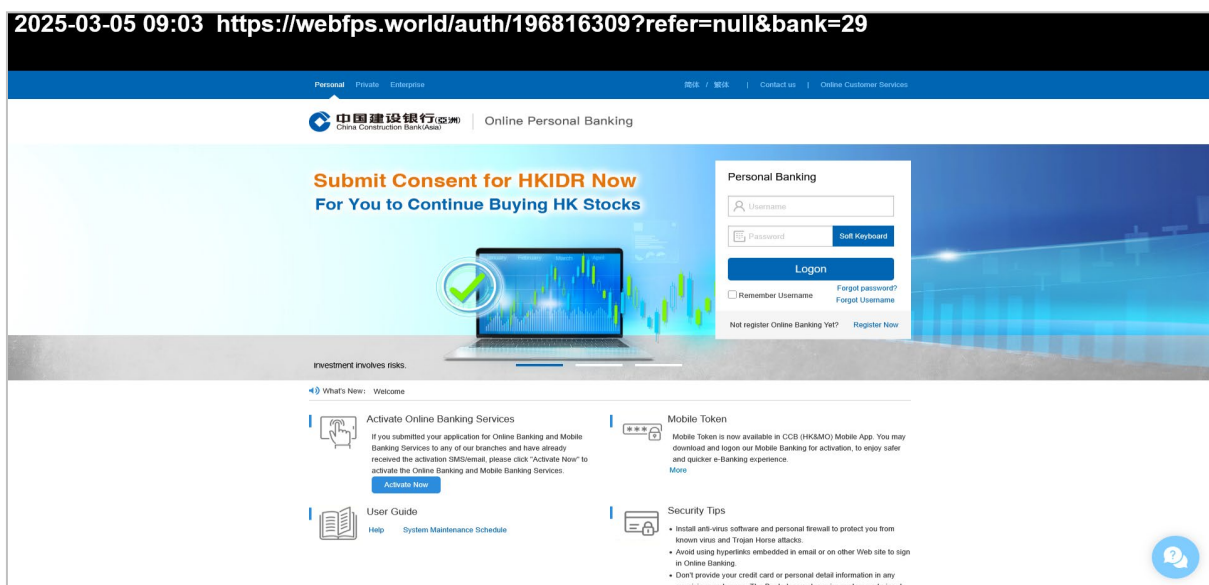 2025-03-05 09:03 https://webfps.world/auth/196816309?refer=null&bank=29
Personal Private Enterprise 简体 / 繁体 | Contact us | Online Customer Services
中国建设银行(亞洲)
China Construction Bank(Asia)
Online Personal Banking
Submit Consent for HKIDR Now
For You to Continue Buying HK Stocks
Investment involves risks.
Personal Banking
Username
Password
Soft Keyboard
Logon
Remember Username
Forgot password?
Forgot Username
Not register Online Banking Yet? Register Now
What's New: Welcome
Activate Online Banking Services
If you submitted your application for Online Banking and Mobile
Banking Services to any of our branches and have already
received the activation SMS/email, please click "Activate Now" to
activate the Online Banking and Mobile Banking Services.
Activate Now
Mobile Token
Mobile Token is now available in CCB (HK&MO) Mobile App. You may
download and logon our Mobile Banking for activation, to enjoy safer
and quicker e-Banking experience.
More
User Guide
Help System Maintenance Schedule
Security Tips
• Install anti-virus software and personal firewall to protect you from
known virus and Trojan Horse attacks.
• Avoid using hyperlinks embedded in email or on other Web site to sign
in Online Banking.
• Don't provide your credit card or personal detail information in any